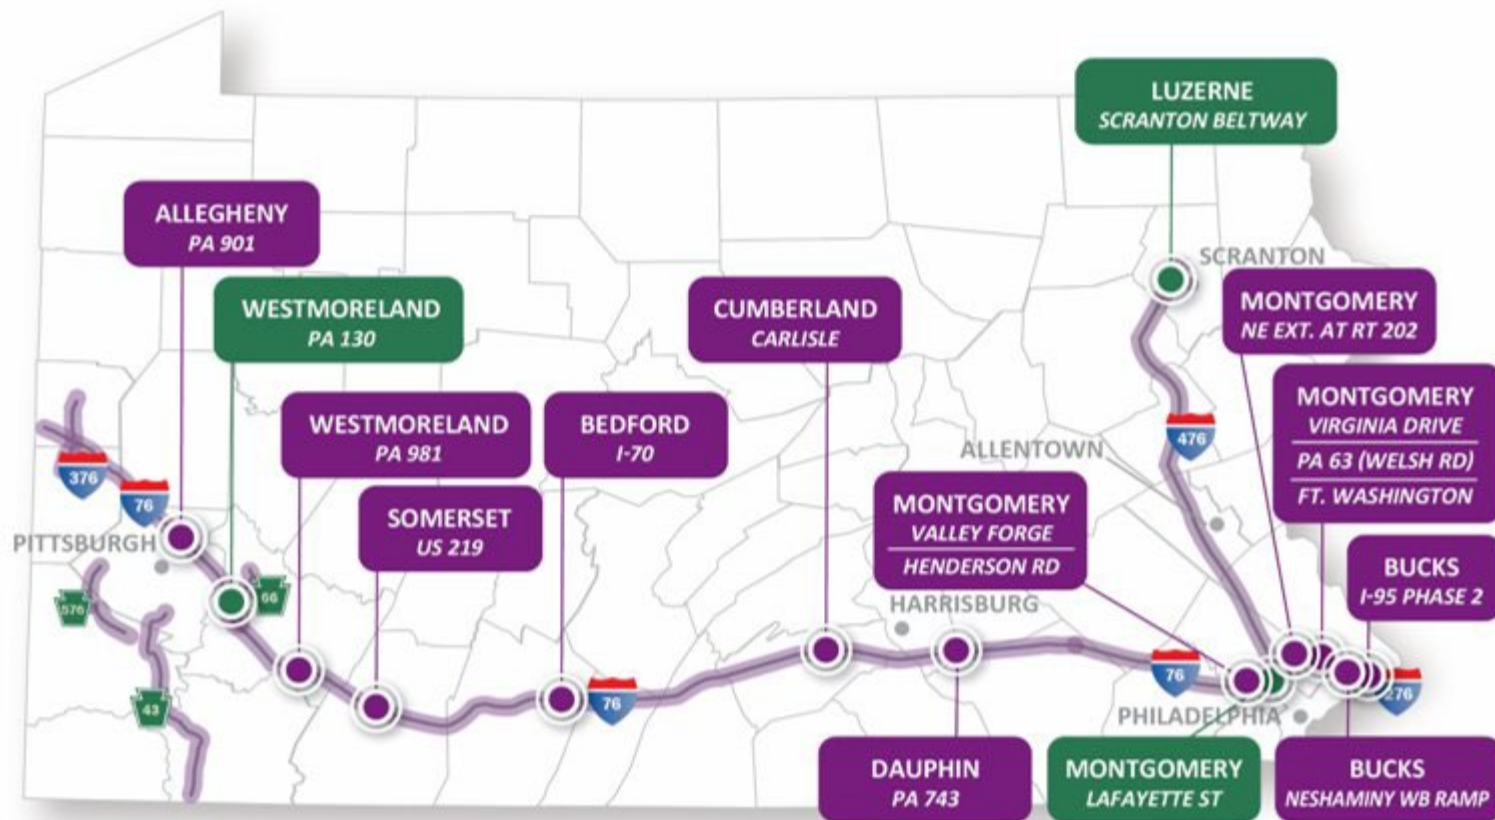 LUZERNE
SCRANTON BELTWAY
ALLEGHENY
PA 901
SCRANTON
WESTMORELAND
PA 130
CUMBERLAND
CARLISLE
MONTGOMERY
NE EXT. AT RT 202
WESTMORELAND
PA 981
BEDFORD
I-70
MONTGOMERY
VIRGINIA DRIVE
PA 63 (WELSH RD)
FT. WASHINGTON
476
ALLENTOWN
376
76
SOMERSET
US 219
MONTGOMERY
VALLEY FORGE
HENDERSON RD
PITTSBURGH
BUCKS
I-95 PHASE 2
576
66
HARRISBURG
43
76
76
276
PHILADELPHIA
DAUPHIN
PA 743
MONTGOMERY
LAFAYETTE ST
BUCKS
NESHAMINY WB RAMP